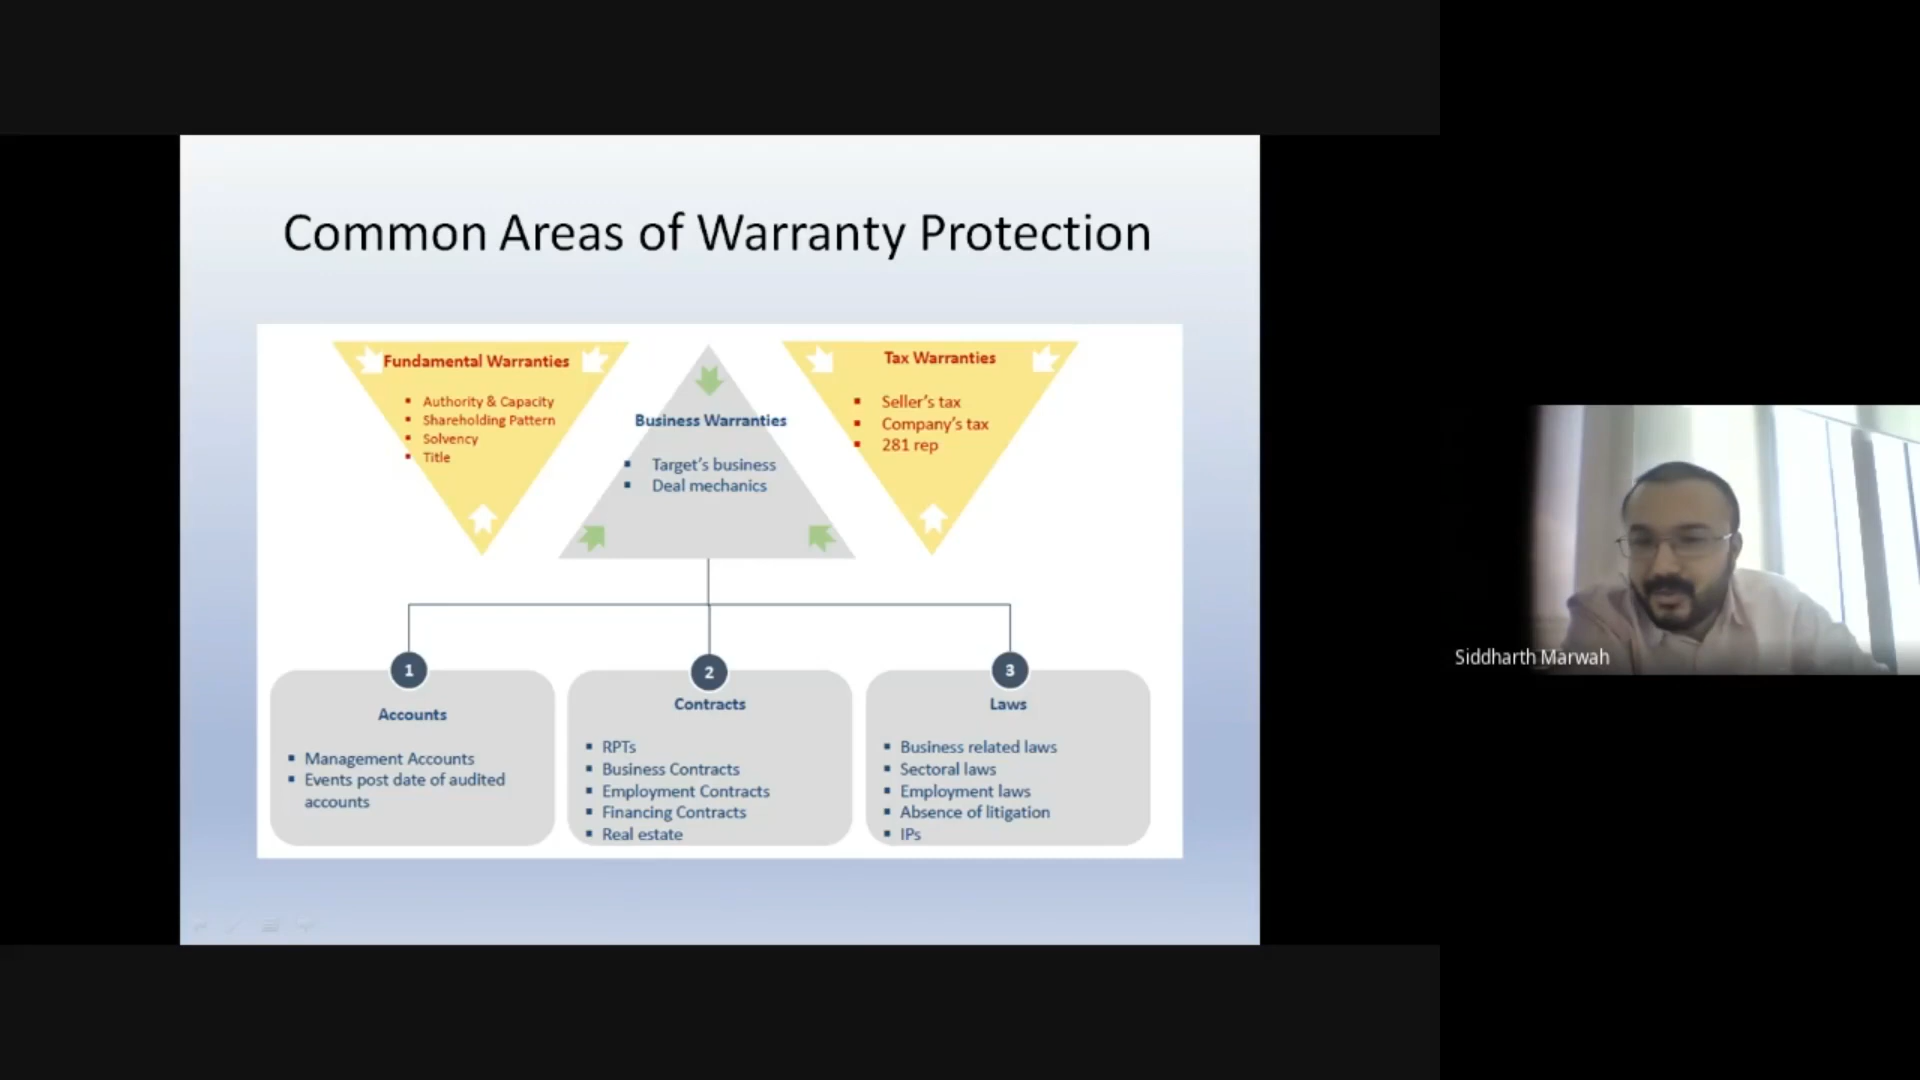 Common Areas of Warranty Protection
Fundamental Warranties
▪ Authority & Capacity
▪ Shareholding Pattern
▪ Solvency
▪ Title
Business Warranties
▪ Target's business
▪ Deal mechanics
Tax Warranties
▪ Seller's tax
▪ Company's tax
▪ 281 rep
1
Accounts
▪ Management Accounts
▪ Events post date of audited
accounts
2
Contracts
▪ RPTs
▪ Business Contracts
▪ Employment Contracts
▪ Financing Contracts
▪ Real estate
3
Laws
▪ Business related laws
▪ Sectoral laws
▪ Employment laws
▪ Absence of litigation
▪ IPs
Siddharth Marwah